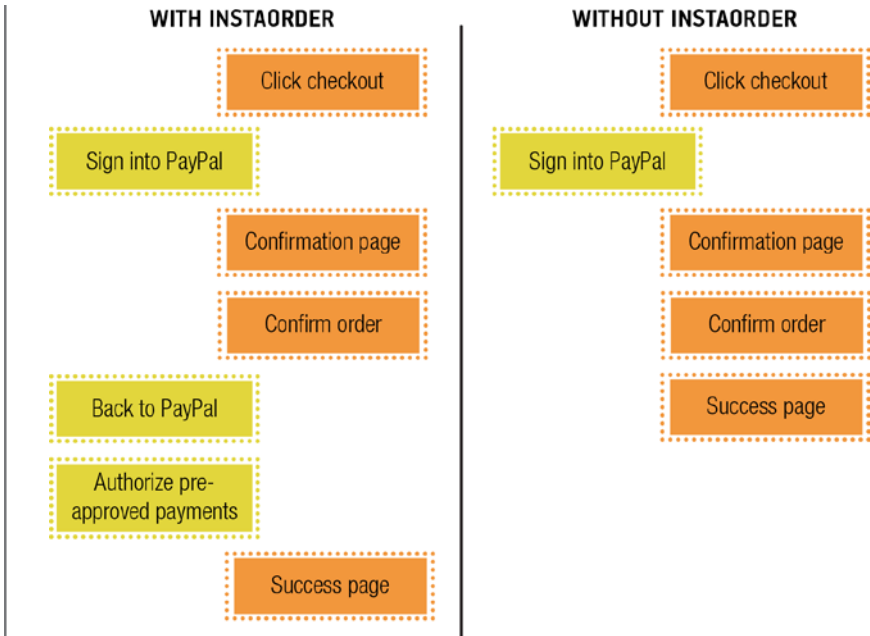 WITH INSTAORDER
Click checkout
Sign into PayPal
Confirmation page
Confirm order
Back to PayPal
Authorize pre-
approved payments
Success page
WITHOUT INSTAORDER
Click checkout
Sign into PayPal
Confirmation page
Confirm order
Success page